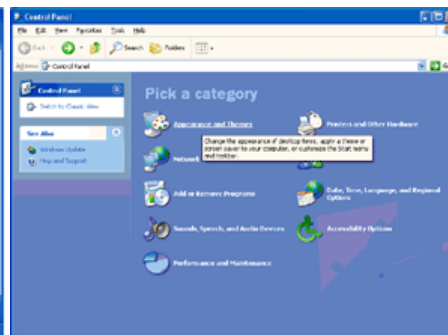 Control Panel
File Edit View Favorites Tools Help
Back Search Folders
Address Control Panel
Control Panel
Switch to Classic View
See Also
Windows Update
Help and Support
Pick a category
Appearance and Themes
Printers and Other Hardware
Change the appearance of desktop items, apply a theme or
screen saver to your computer, or customize the Start menu
and taskbar.
Network
Add or Remove Programs
Date, Time, Language, and Regional
Options
Sounds, Speech, and Audio Devices
Accessibility Options
Performance and Maintenance